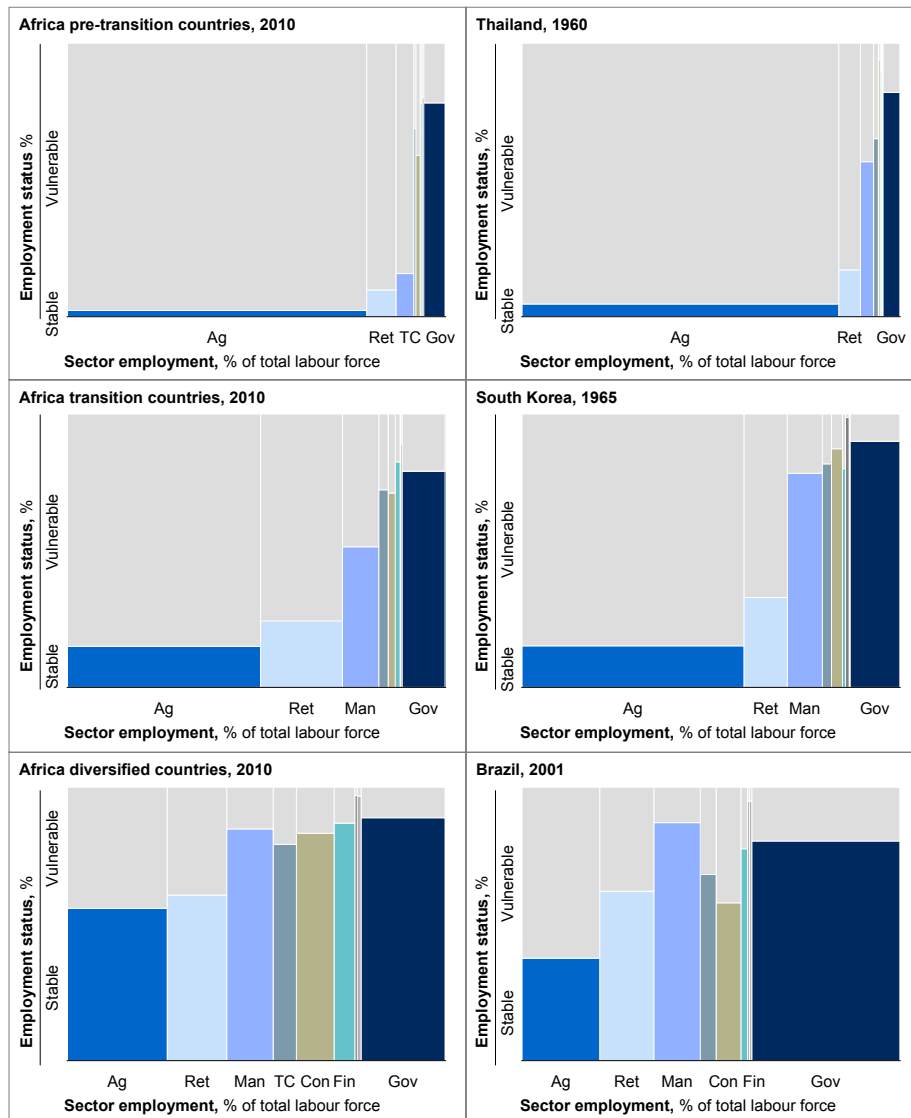 Africa pre-transition countries, 2010
Employment status %
Stable Vulnerable
Ag Ret TC Gov
Sector employment, % of total labour force
Thailand, 1960
Employment status, %
Stable Vulnerable
Ag Ret Gov
Sector employment, % of total labour force
Africa transition countries, 2010
Employment status, %
Stable Vulnerable
Ag Ret Man Gov
Sector employment, % of total labour force
South Korea, 1965
Employment status, %
Stable Vulnerable
Ag Ret Man Gov
Sector employment, % of total labour force
Africa diversified countries, 2010
Employment status, %
Stable Vulnerable
Ag Ret Man TC Con Fin Gov
Sector employment, % of total labour force
Brazil, 2001
Employment status, %
Stable Vulnerable
Ag Ret Man Con Fin Gov
Sector employment, % of total labour force